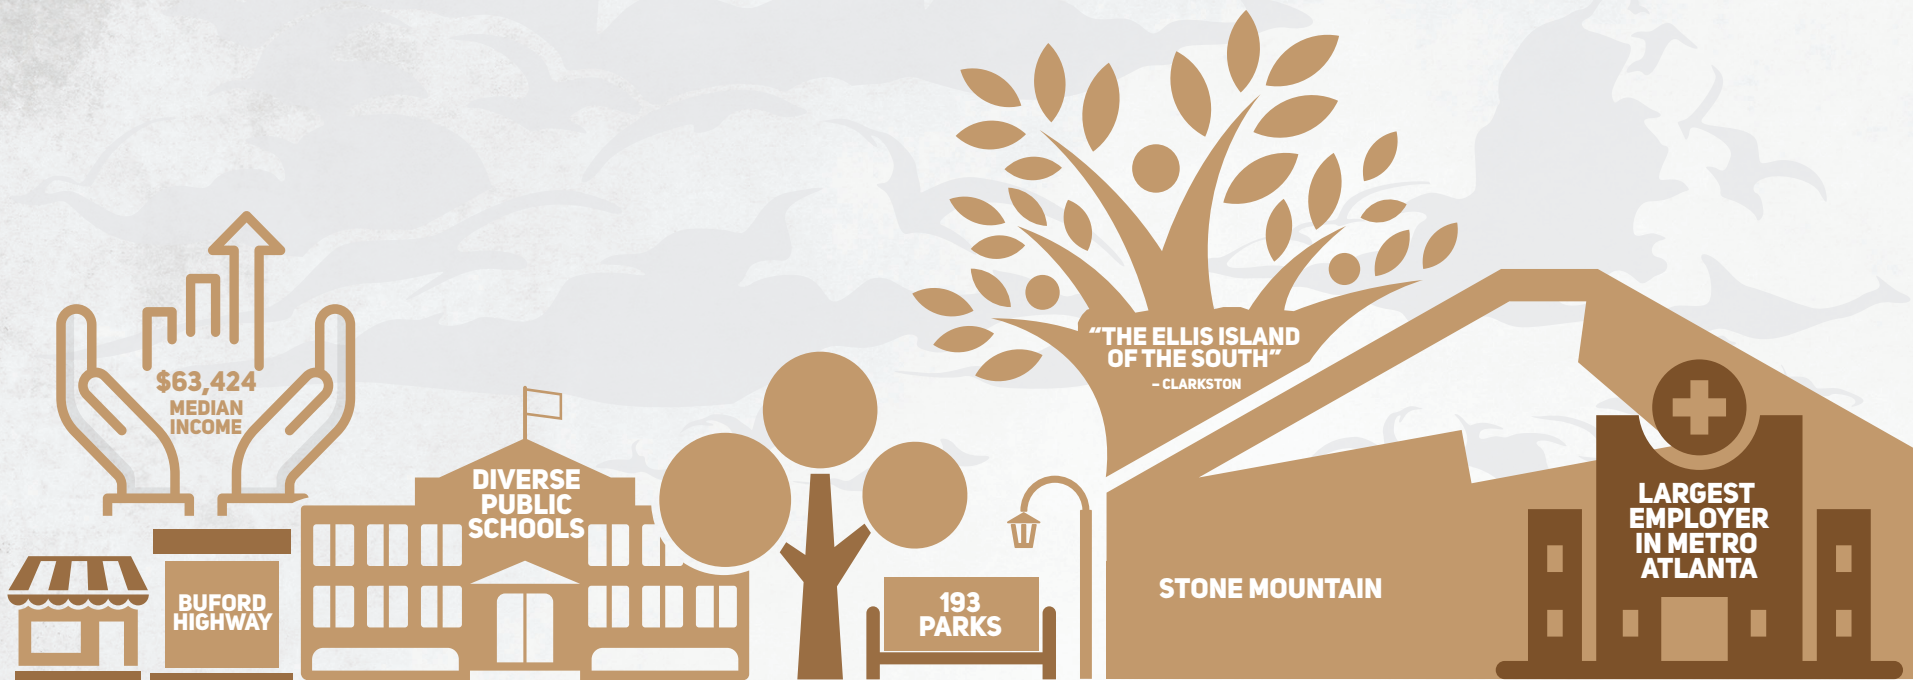 $63,424
MEDIAN
INCOME
BUFORD
HIGHWAY
DIVERSE
PUBLIC
SCHOOLS
193
PARKS
“THE ELLIS ISLAND
OF THE SOUTH”
– CLARKSTON
STONE MOUNTAIN
LARGEST
EMPLOYER
IN METRO
ATLANTA